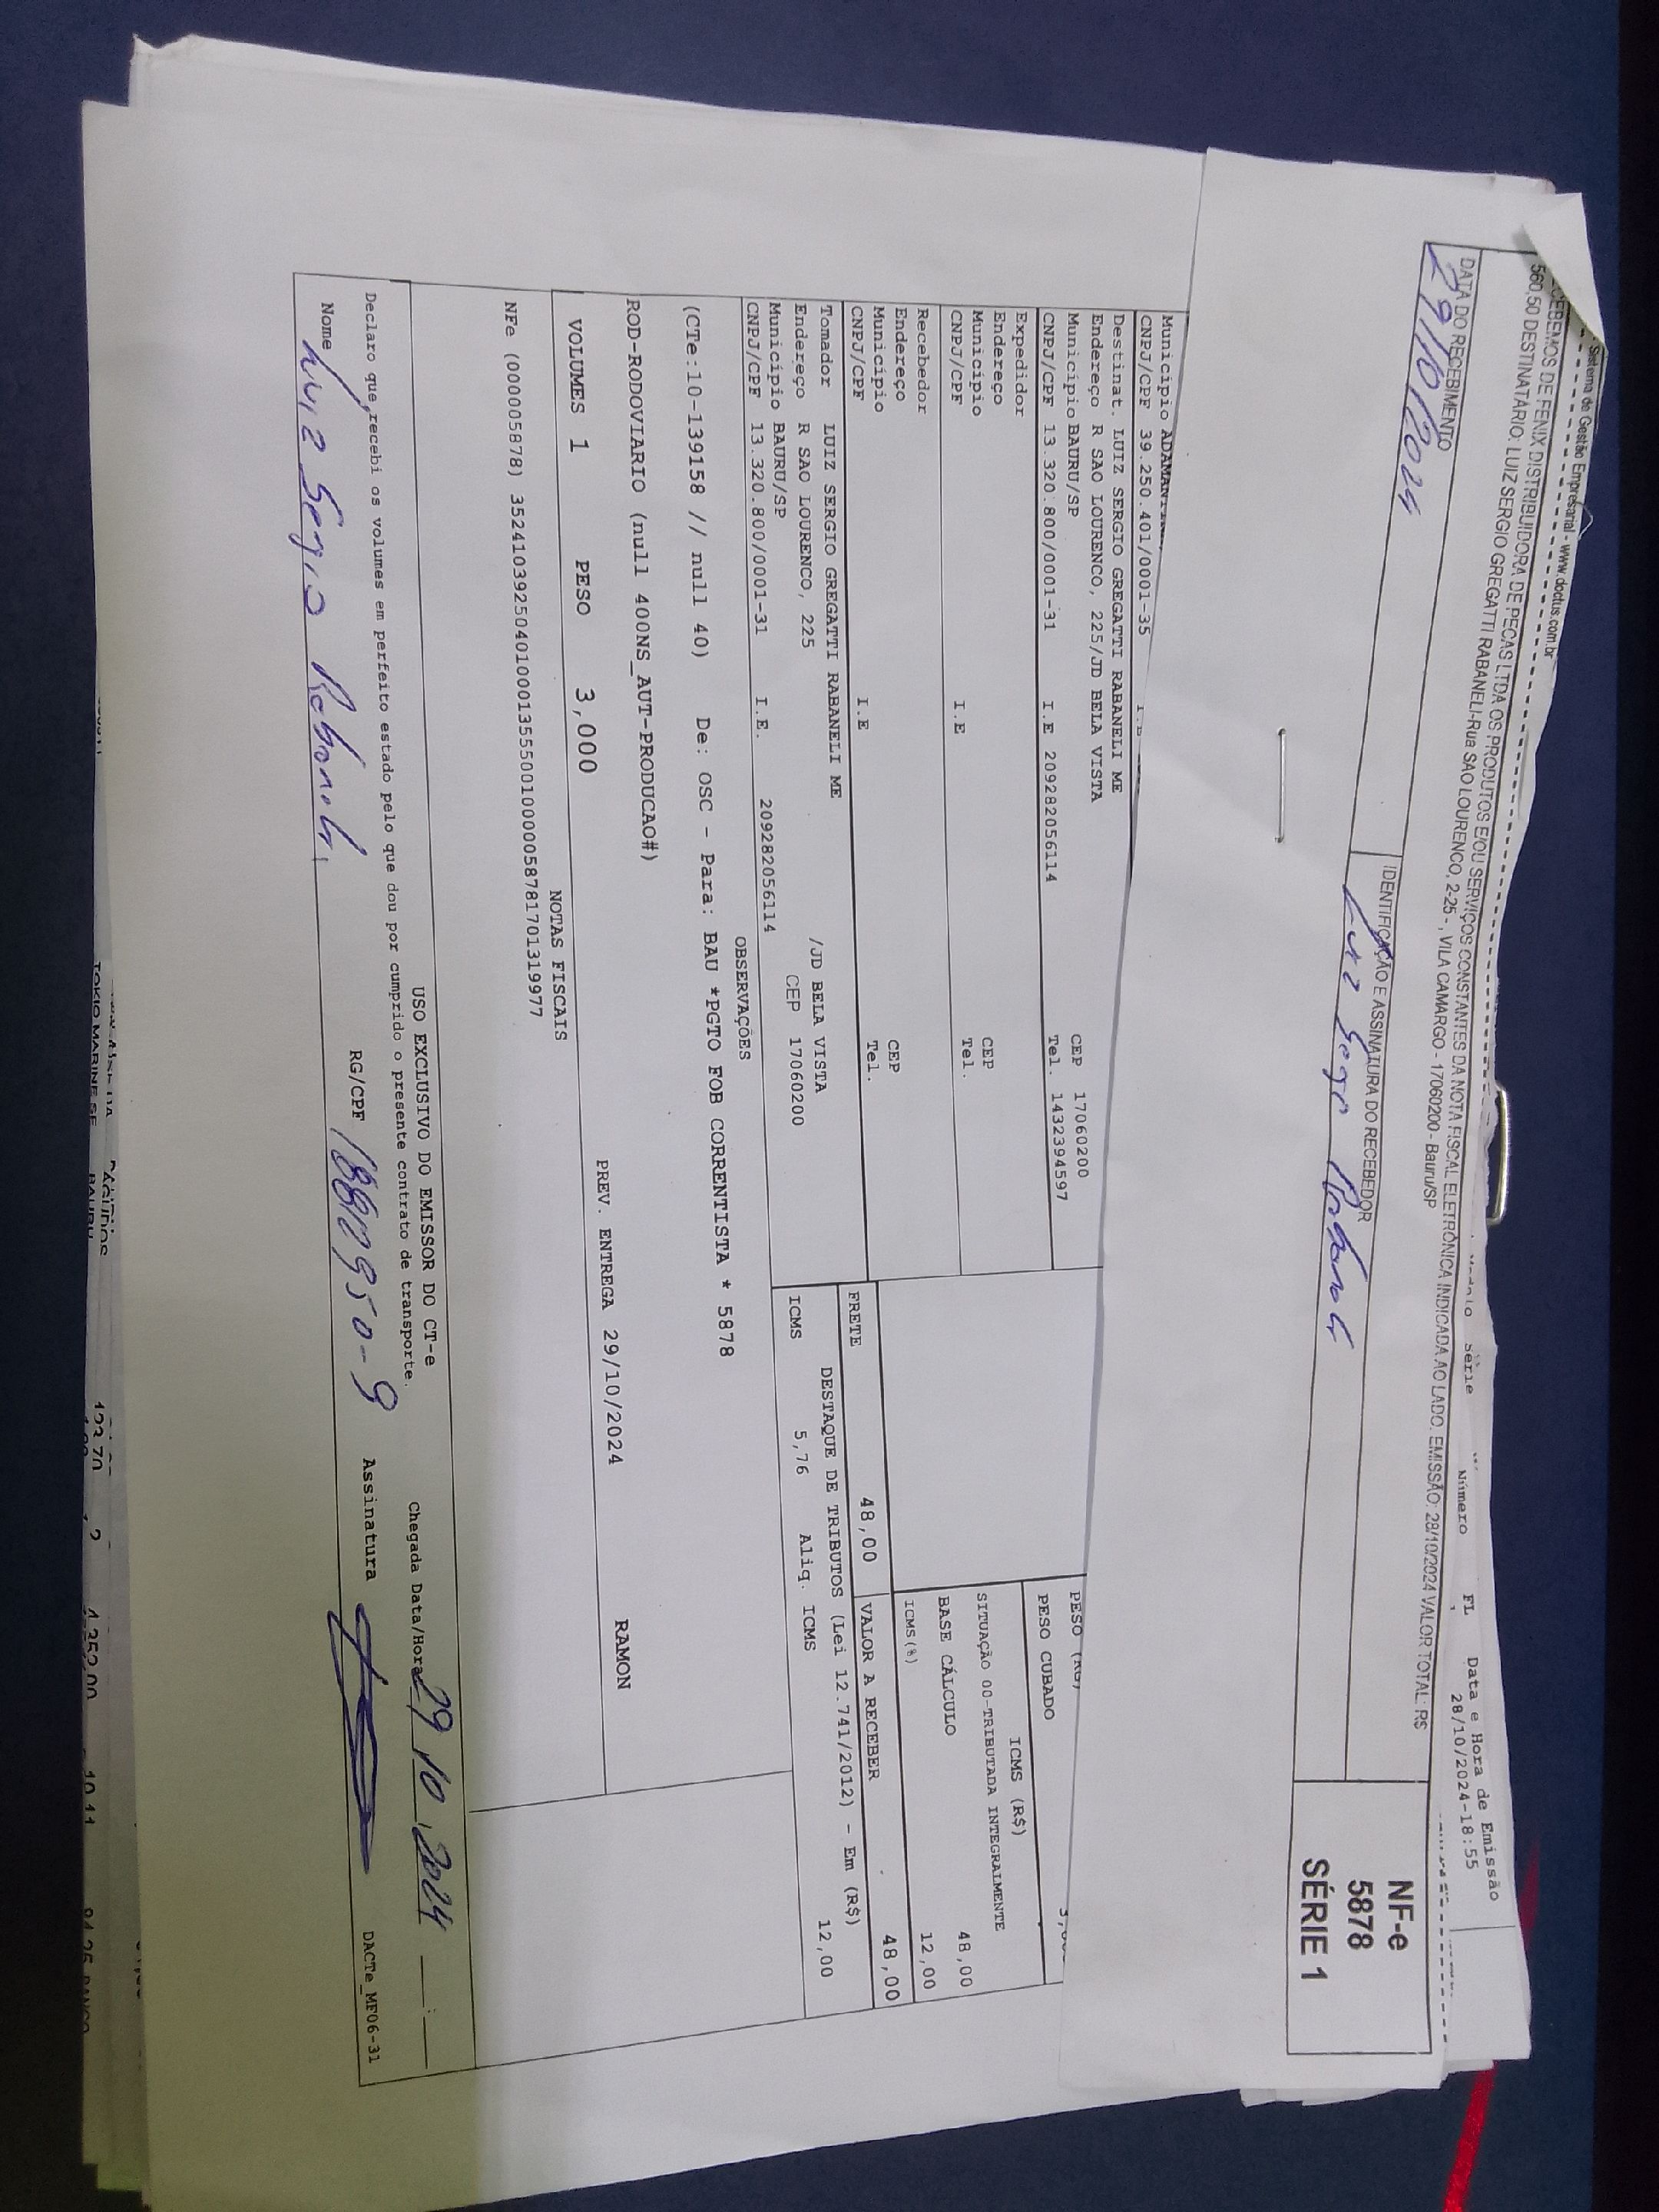 Sistema de Gestão Empresarial - www.doctus.com.br
CEBEMOS DE FENIX DISTRIBUIDORA DE PECAS LTDA OS PRODUTOS E/OU SERVIÇOS CONSTANTES DA NOTA FISCAL ELETRÔNICA INDICADA AO LADO. EMISSÃO: 28/10/2024 VALOR TOTAL: R$
560,50 DESTINATÁRIO: LUIZ SERGIO GREGATTI RABANELI-Rua SAO LOURENCO, 2-25 - , VILA CAMARGO - 17060200 - Bauru/SP
Série Número FL Data e Hora de Emissão
1 28/10/2024-18:55
DATA DO RECEBIMENTO
29/10/2024
IDENTIFICAÇÃO E ASSINATURA DO RECEBEDOR
Luiz Sergio Rabaneli
NF-e
5878
SÉRIE 1
Município
CNPJ/CPF 39.250.401/0001-35
Destinat. LUIZ SERGIO GREGATTI RABANELI ME
Endereço R SAO LOURENCO, 225/JD BELA VISTA
Município BAURU/SP CEP 17060200
CNPJ/CPF 13.320.800/0001-31 I.E 209282056114 Tel. 1432394597
Expedidor
Endereço
Município CEP
CNPJ/CPF I.E Tel.
Recebedor
Endereço
Município CEP
CNPJ/CPF I.E Tel.
Tomador LUIZ SERGIO GREGATTI RABANELI ME
Endereço R SAO LOURENCO, 225 /JD BELA VISTA
Município BAURU/SP CEP 17060200
CNPJ/CPF 13.320.800/0001-31 I.E. 209282056114
PESO CUBADO
ICMS (R$)
SITUAÇÃO 00-TRIBUTADA INTEGRALMENTE
BASE CÁLCULO 48,00
ICMS(%) 12,00
FRETE 48,00 VALOR A RECEBER 48,00
DESTAQUE DE TRIBUTOS (Lei 12.741/2012) - Em (R$)
ICMS 5,76 Aliq. ICMS 12,00
OBSERVAÇÕES
(CTe:10-139158 // null 40) De: OSC - Para: BAU *PGTO FOB CORRENTISTA * 5878
ROD-RODOVIARIO (null 400NS_AUT-PRODUCAO#)
VOLUMES 1 PESO 3,000 PREV. ENTREGA 29/10/2024 RAMON
NOTAS FISCAIS
NFe (000005878) 35241039250401000135550010000058781701319977
USO EXCLUSIVO DO EMISSOR DO CT-e
Declaro que recebi os volumes em perfeito estado pelo que dou por cumprido o presente contrato de transporte. Chegada Data/Hora 29 10 2024
Nome Luiz Sergio Rabaneli RG/CPF Assinatura
DACTe_MF06-31